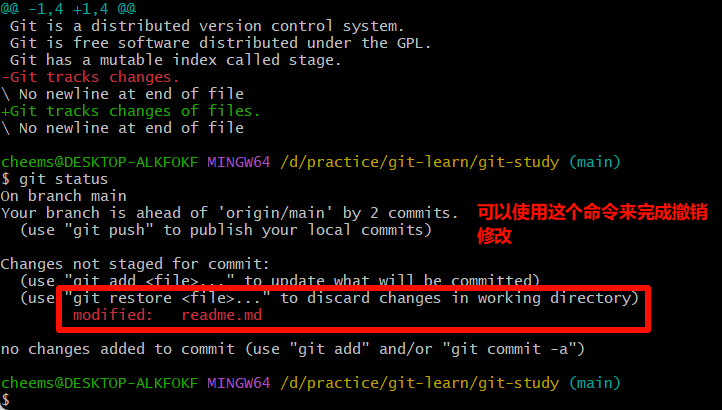 @@ -1,4 +1,4 @@
Git is a distributed version control system.
Git is free software distributed under the GPL.
Git has a mutable index called stage.
-Git tracks changes.
\ No newline at end of file
+Git tracks changes of files.
\ No newline at end of file
cheems@DESKTOP-ALKFOKF MINGW64 /d/practice/git-learn/git-study (main)
$ git status
On branch main
Your branch is ahead of 'origin/main' by 2 commits.
(use "git push" to publish your local commits)
可以使用这个命令来完成撤销
修改
Changes not staged for commit:
(use "git add <file>..." to update what will be committed)
(use "git restore <file>..." to discard changes in working directory)
modified:   readme.md
no changes added to commit (use "git add" and/or "git commit -a")
cheems@DESKTOP-ALKFOKF MINGW64 /d/practice/git-learn/git-study (main)
$